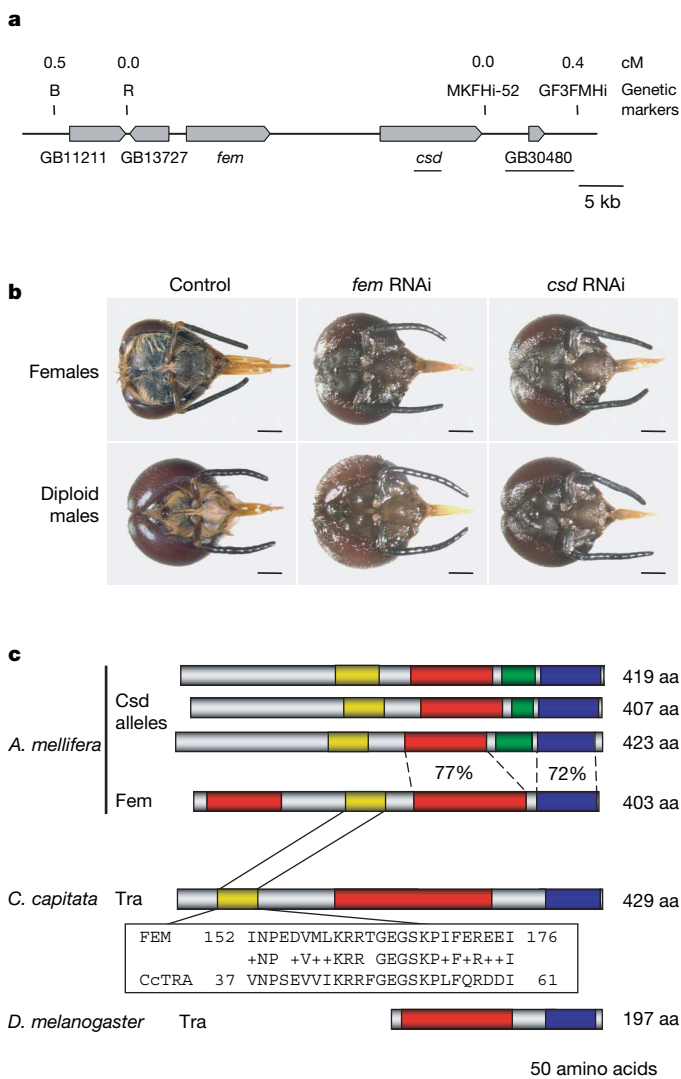 a
0.5 0.0 0.0 0.4 cM
B R MKFHi-52 GF3FMHi Genetic
markers
GB11211 GB13727 fem csd GB30480
5 kb
b
Control fem RNAi csd RNAi
Females
Diploid
males
c
419 aa
Csd
alleles
407 aa
A. mellifera
423 aa
77% 72%
Fem 403 aa
C. capitata Tra 429 aa
FEM 152 INPEDVMLKRRTGEGSKPIFEREEI 176
+NP +V++KRR GEGSKP+F+R++I
CcTRA 37 VNPSEVVIKRRFGEGSKPLFQRDDI 61
D. melanogaster Tra 197 aa
50 amino acids